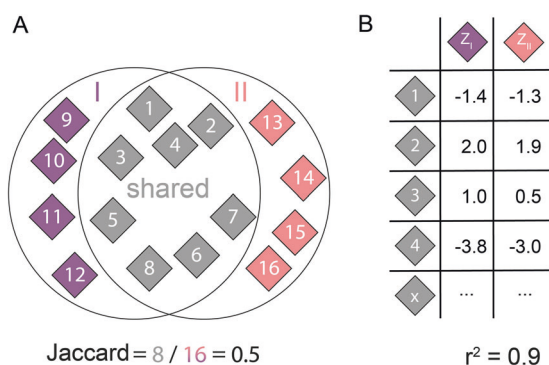 A
I
II
1
2
3
4
5
6
7
8
9
10
11
12
13
14
15
16
shared
Jaccard = 8 / 16 = 0.5
B
Z_I Z_II
1 -1.4 -1.3
2 2.0 1.9
3 1.0 0.5
4 -3.8 -3.0
x ... ...
r² = 0.9